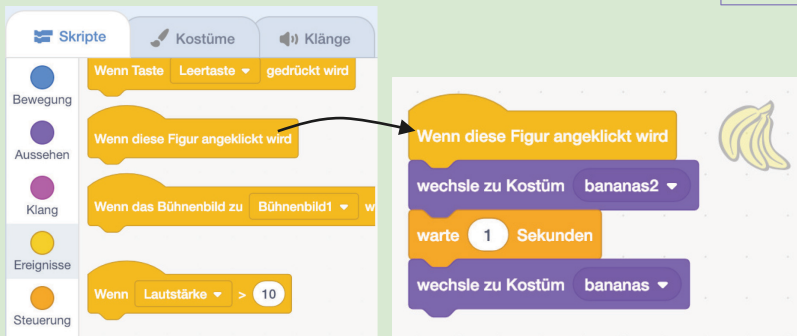 Skripte
Kostüme
Klänge
Bewegung
Aussehen
Klang
Ereignisse
Steuerung
Wenn Taste Leertaste gedrückt wird
Wenn diese Figur angeklickt wird
Wenn das Bühnenbild zu Bühnenbild1 w
Wenn Lautstärke > 10
Wenn diese Figur angeklickt wird
wechsle zu Kostüm bananas2
warte 1 Sekunden
wechsle zu Kostüm bananas